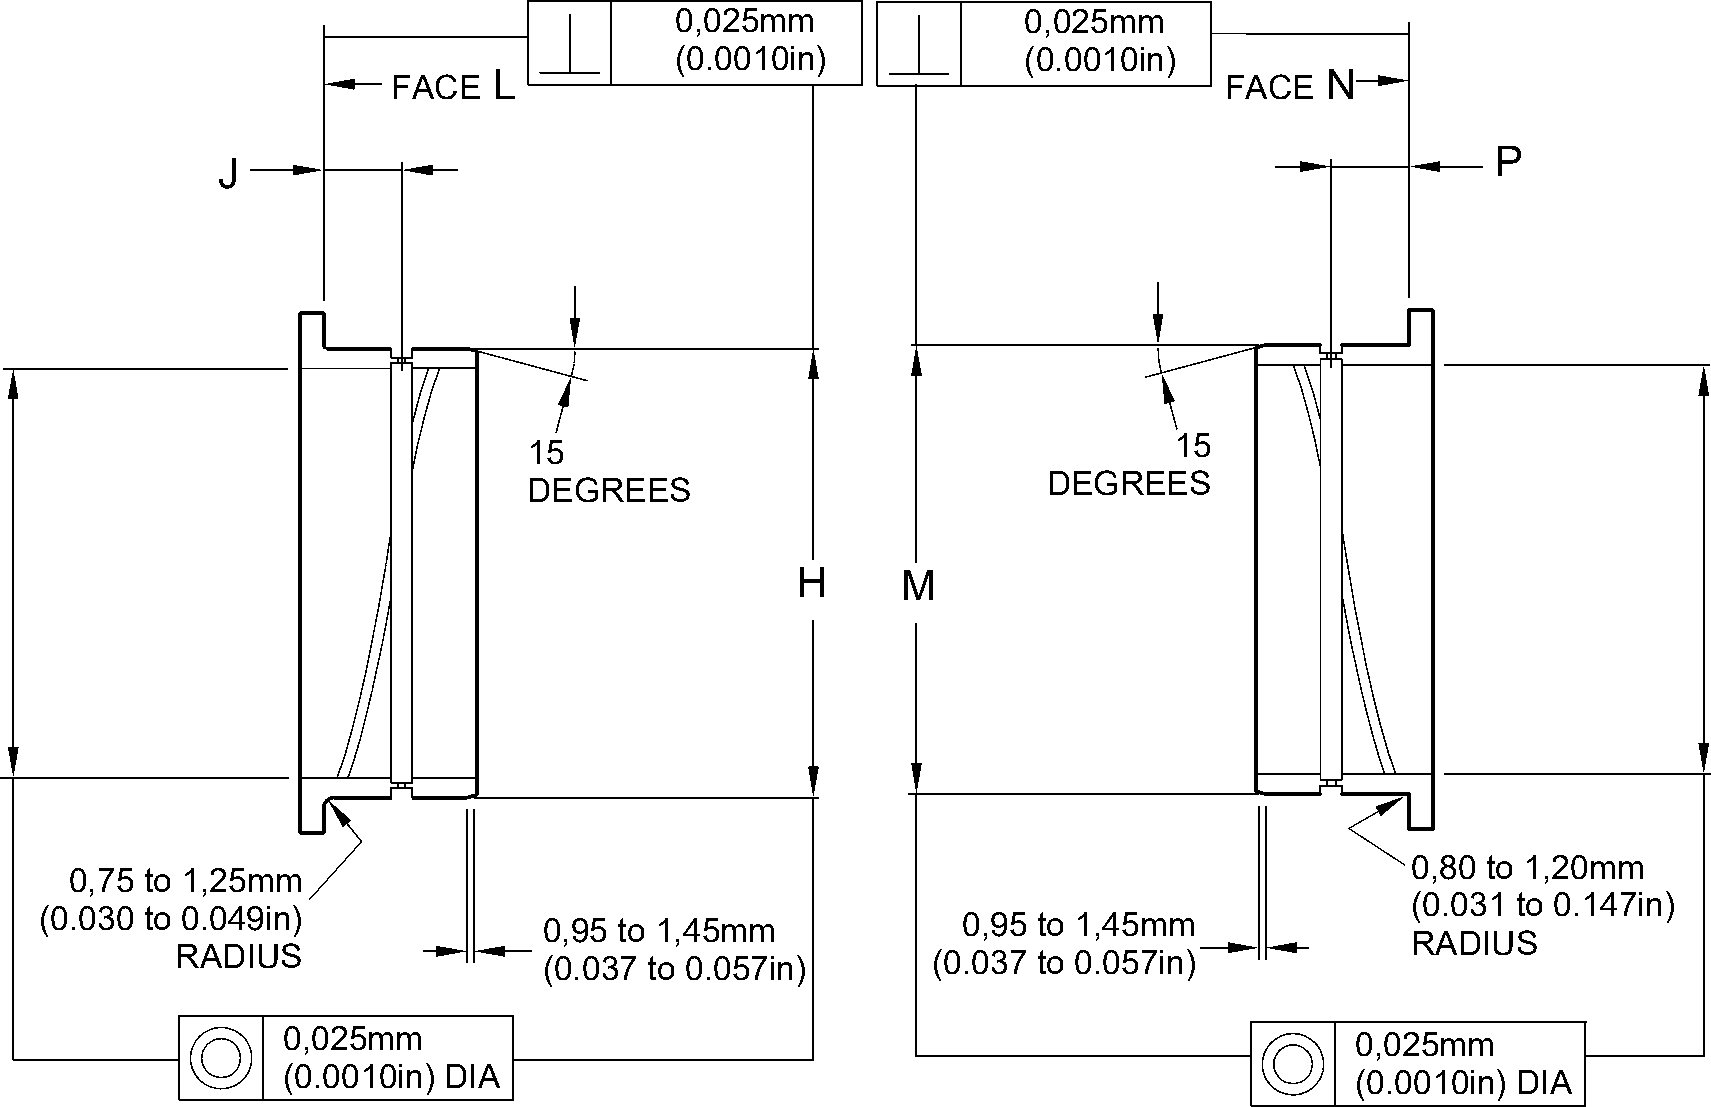 0,025mm
(0.0010in)
0,025mm
(0.0010in)
FACE L
FACE N
J
P
15
DEGREES
15
DEGREES
H
M
0,75 to 1,25mm
(0.030 to 0.049in)
RADIUS
0,95 to 1,45mm
(0.037 to 0.057in)
0,95 to 1,45mm
(0.037 to 0.057in)
0,80 to 1,20mm
(0.031 to 0.147in)
RADIUS
0,025mm
(0.0010in) DIA
0,025mm
(0.0010in) DIA